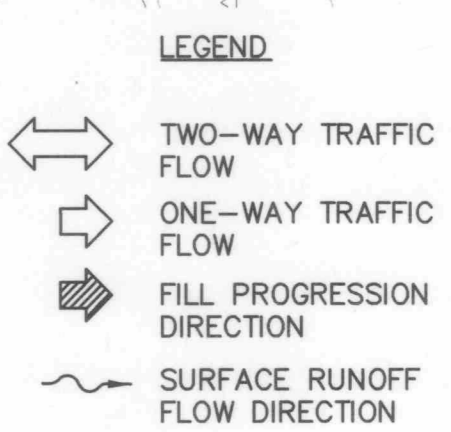 LEGEND
TWO-WAY TRAFFIC
FLOW
ONE-WAY TRAFFIC
FLOW
FILL PROGRESSION
DIRECTION
SURFACE RUNOFF
FLOW DIRECTION